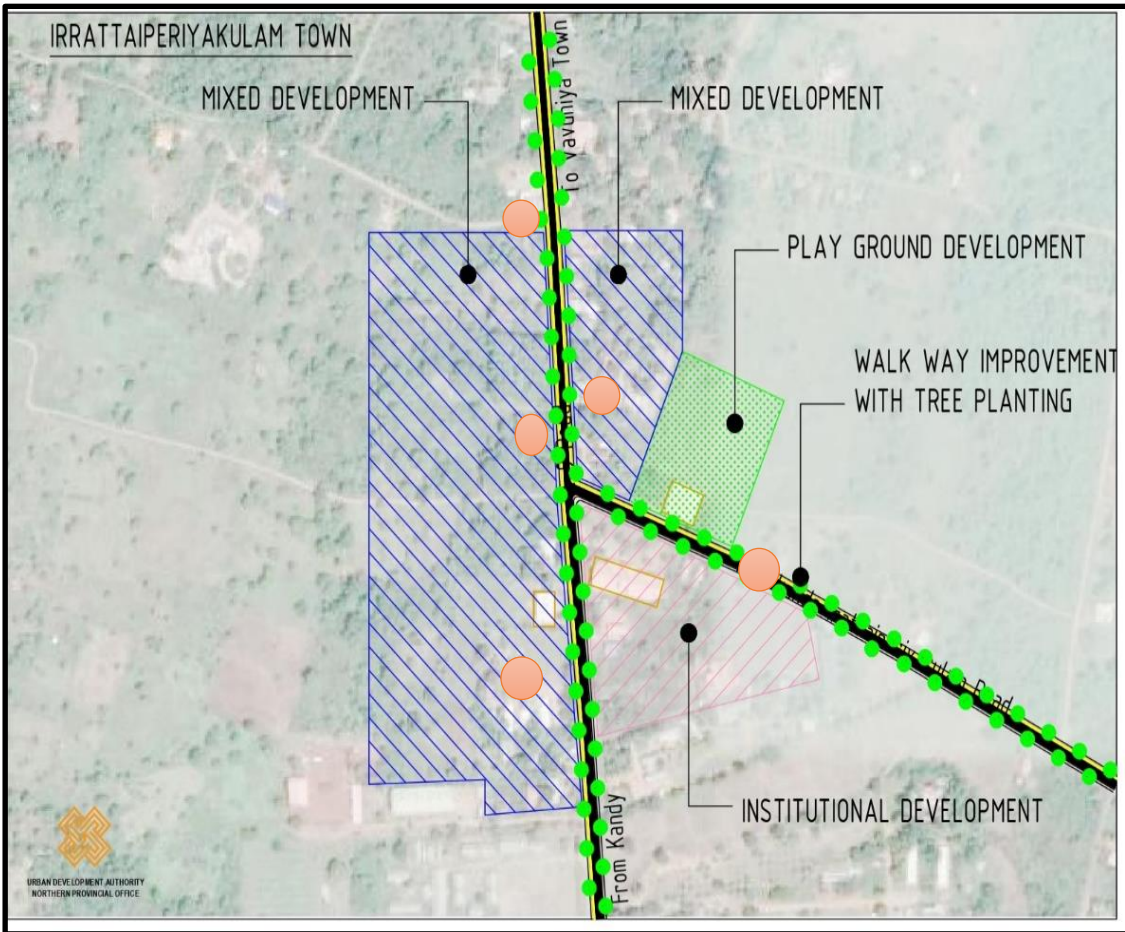 IRRATTAIPERIYAKULAM TOWN
MIXED DEVELOPMENT
MIXED DEVELOPMENT
To Vavuniya Town
PLAY GROUND DEVELOPMENT
WALK WAY IMPROVEMENT
WITH TREE PLANTING
Road
INSTITUTIONAL DEVELOPMENT
From Kandy
URBAN DEVELOPMENT AUTHORITY
NORTHERN PROVINCIAL OFFICE